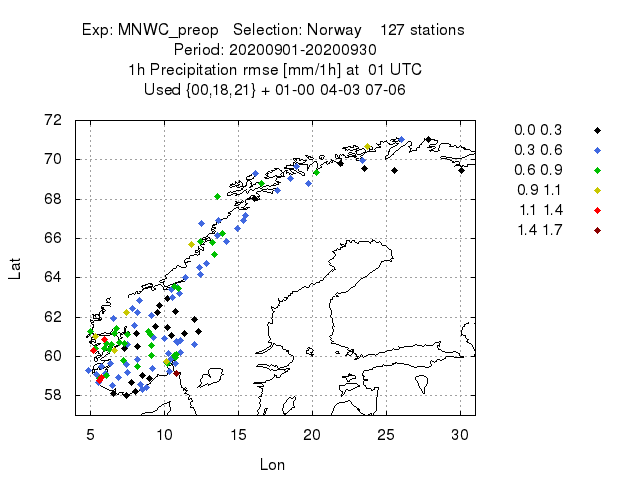 Exp: MNWC_preop   Selection: Norway    127 stations
Period: 20200901-20200930
1h Precipitation rmse [mm/1h] at  01 UTC
Used {00,18,21} + 01-00 04-03 07-06
72
70
68
66
64
62
60
58
Lat
5 10 15 20 25 30
Lon
0.0 0.3
0.3 0.6
0.6 0.9
0.9 1.1
1.1 1.4
1.4 1.7